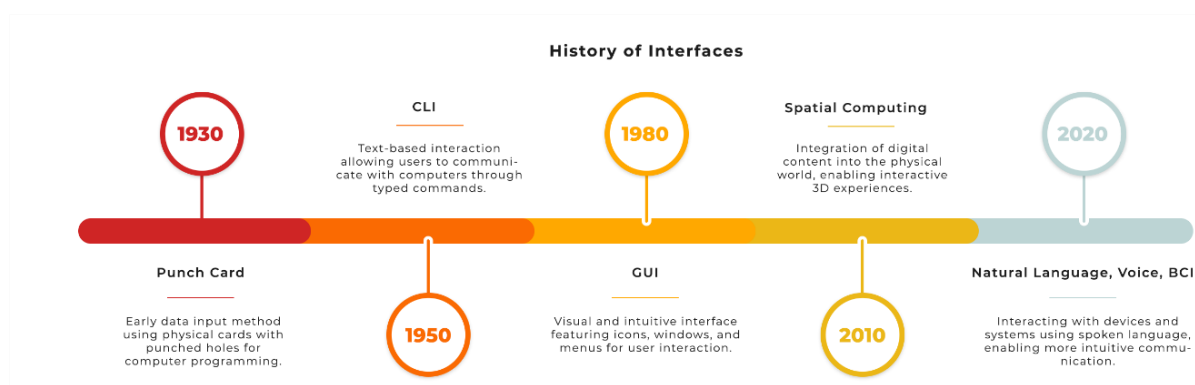 History of Interfaces
1930
Punch Card
Early data input method
using physical cards with
punched holes for
computer programming.
CLI
Text-based interaction
allowing users to communi-
cate with computers through
typed commands.
1950
1980
GUI
Visual and intuitive interface
featuring icons, windows, and
menus for user interaction.
Spatial Computing
Integration of digital
content into the physical
world, enabling interactive
3D experiences.
2010
2020
Natural Language, Voice, BCI
Interacting with devices and
systems using spoken language,
enabling more intuitive commu-
nication.